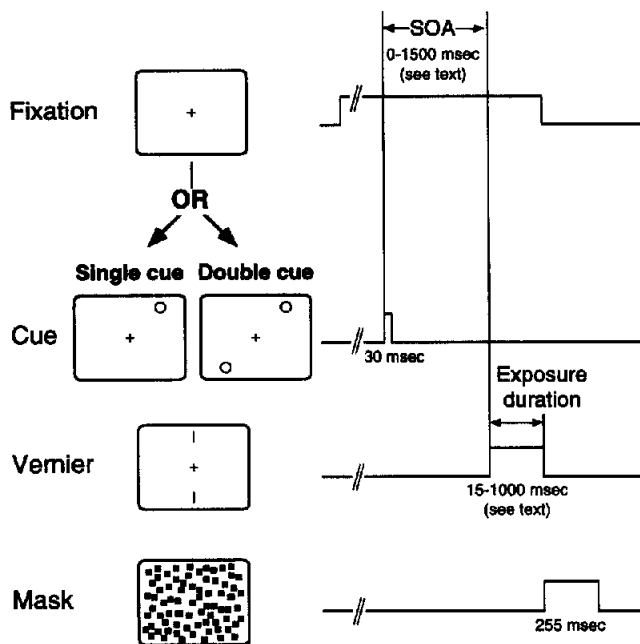 SOA
0-1500 msec
(see text)
Fixation
OR
Single cue Double cue
Cue
30 msec
Exposure
duration
Vernier
15-1000 msec
(see text)
Mask
255 msec